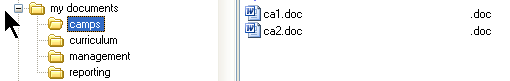 my documents
camps
curriculum
management
reporting
ca1.doc .doc
ca2.doc .doc